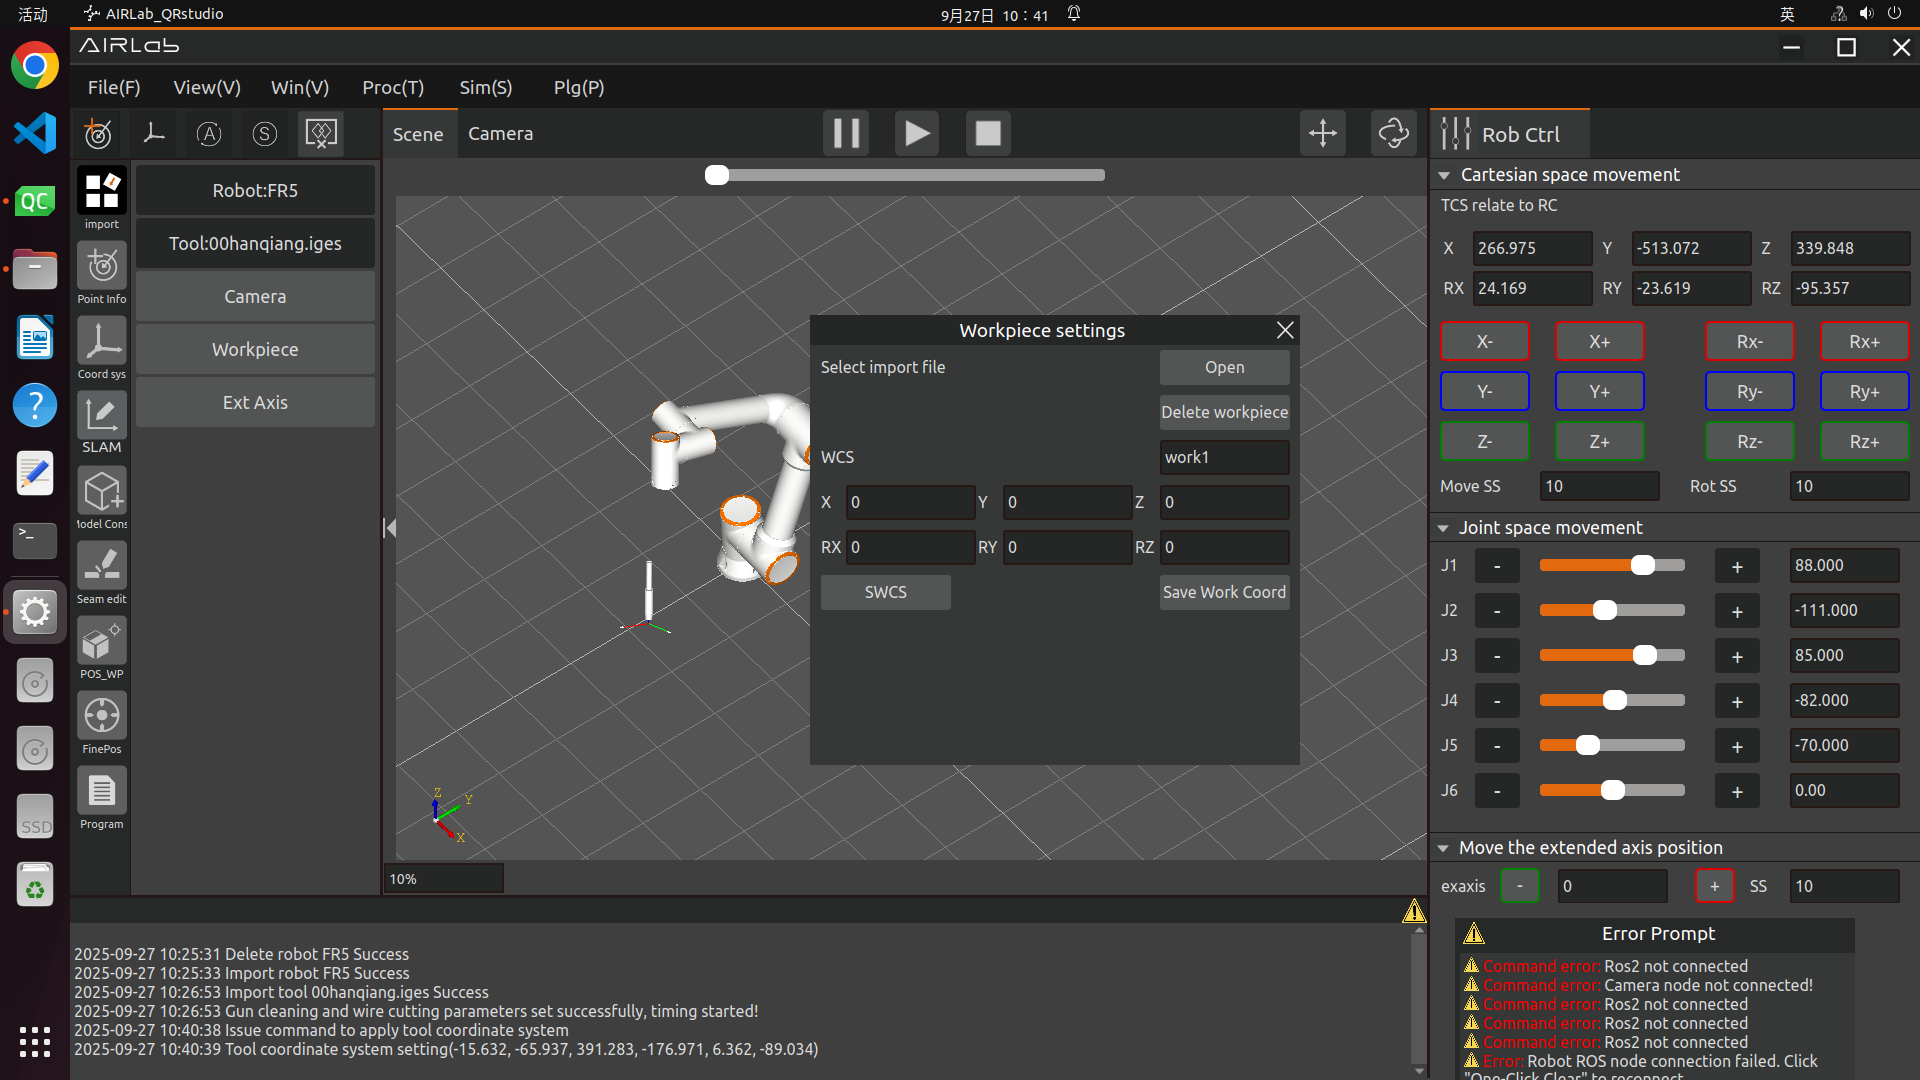 活动
AIRLab_QRstudio
9月27日 10：41
英
AIRLab
File(F)
View(V)
Win(V)
Proc(T)
Sim(S)
Plg(P)
A
S
Scene
Camera
Rob Ctrl
import
Point Info
Coord sys
SLAM
Model Cons
Seam edit
POS_WP
FinePos
Program
QC
SSD
Robot:FR5
Tool:00hanqiang.iges
Camera
Workpiece
Ext Axis
Workpiece settings
Select import file
Open
Delete workpiece
WCS
work1
X 0 Y 0 Z 0
RX 0 RY 0 RZ 0
SWCS
Save Work Coord
Z
Y
X
10%
Cartesian space movement
TCS relate to RC
X 266.975 Y -513.072 Z 339.848
RX 24.169 RY -23.619 RZ -95.357
X- X+ Rx- Rx+
Y- Y+ Ry- Ry+
Z- Z+ Rz- Rz+
Move SS 10 Rot SS 10
Joint space movement
J1 - + 88.000
J2 - + -111.000
J3 - + 85.000
J4 - + -82.000
J5 - + -70.000
J6 - + 0.00
Move the extended axis position
exaxis - 0 + SS 10
Error Prompt
Command error: Ros2 not connected
Command error: Camera node not connected!
Command error: Ros2 not connected
Command error: Ros2 not connected
Command error: Ros2 not connected
Error: Robot ROS node connection failed. Click
"One-Click Clear" to reconnect
2025-09-27 10:25:31 Delete robot FR5 Success
2025-09-27 10:25:33 Import robot FR5 Success
2025-09-27 10:26:53 Import tool 00hanqiang.iges Success
2025-09-27 10:26:53 Gun cleaning and wire cutting parameters set successfully, timing started!
2025-09-27 10:40:38 Issue command to apply tool coordinate system
2025-09-27 10:40:39 Tool coordinate system setting(-15.632, -65.937, 391.283, -176.971, 6.362, -89.034)